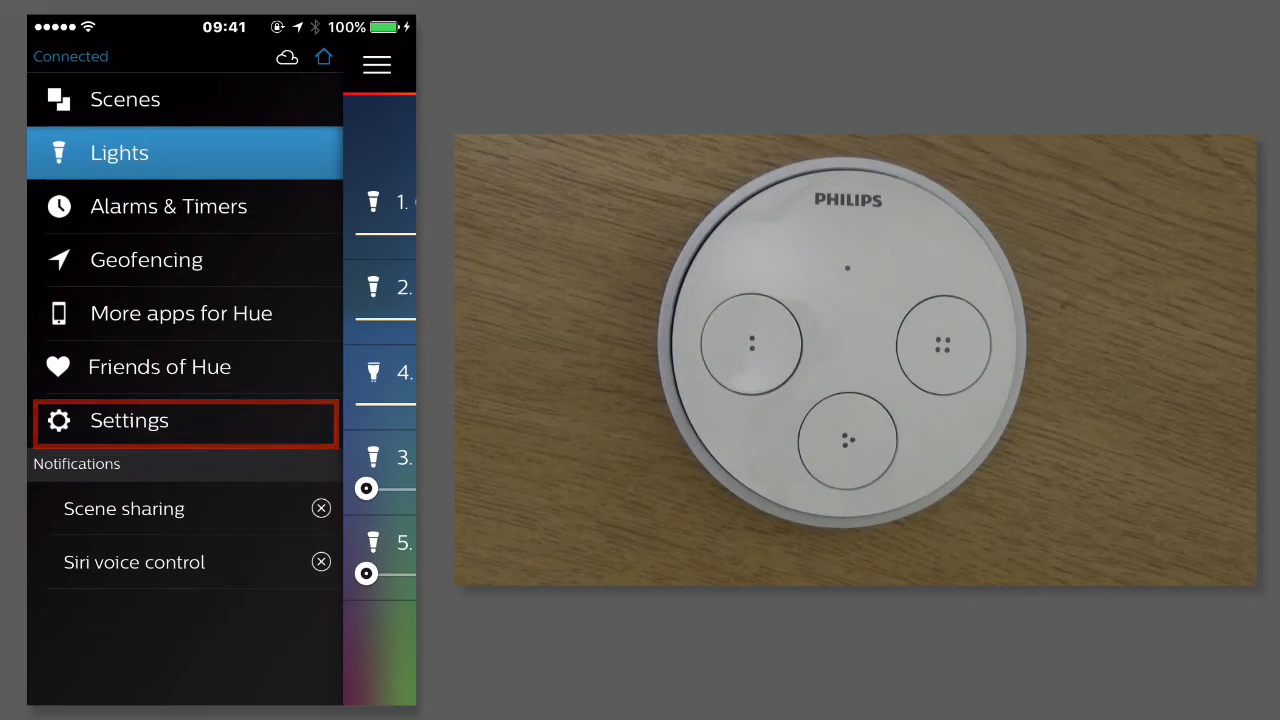 09:41 100%
Connected
Scenes
Lights
Alarms & Timers
Geofencing
More apps for Hue
Friends of Hue
Settings
Notifications
Scene sharing
Siri voice control
1.
2.
4.
3.
5.
PHILIPS